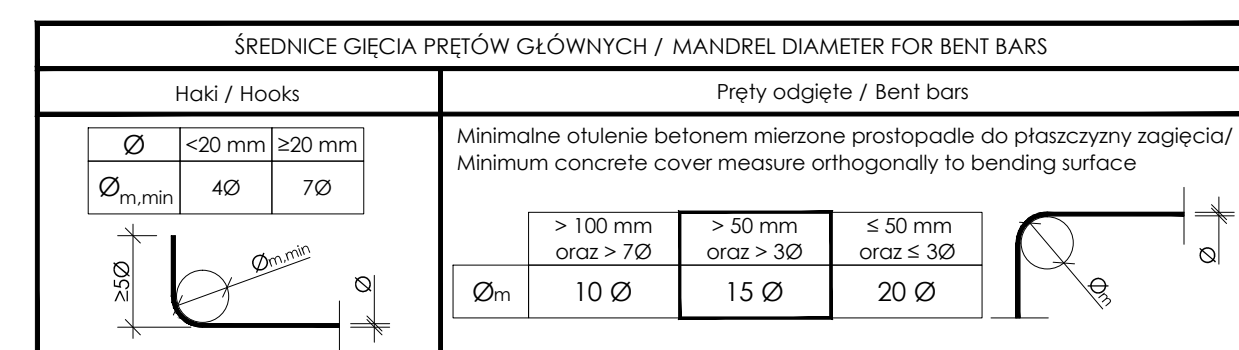 ŚREDNICE GIĘCIA PRĘTÓW GŁÓWNYCH / MANDREL DIAMETER FOR BENT BARS
Haki / Hooks
Ø <20 mm ≥20 mm
Øm,min 4Ø 7Ø
≥5Ø
Øm,min
Ø
Pręty odgięte / Bent bars
Minimalne otulenie betonem mierzone prostopadle do płaszczyzny zagięcia/
Minimum concrete cover measure orthogonally to bending surface
> 100 mm > 50 mm ≤ 50 mm
oraz > 7Ø oraz > 3Ø oraz ≤ 3Ø
Øm 10 Ø 15 Ø 20 Ø
Øm
Ø